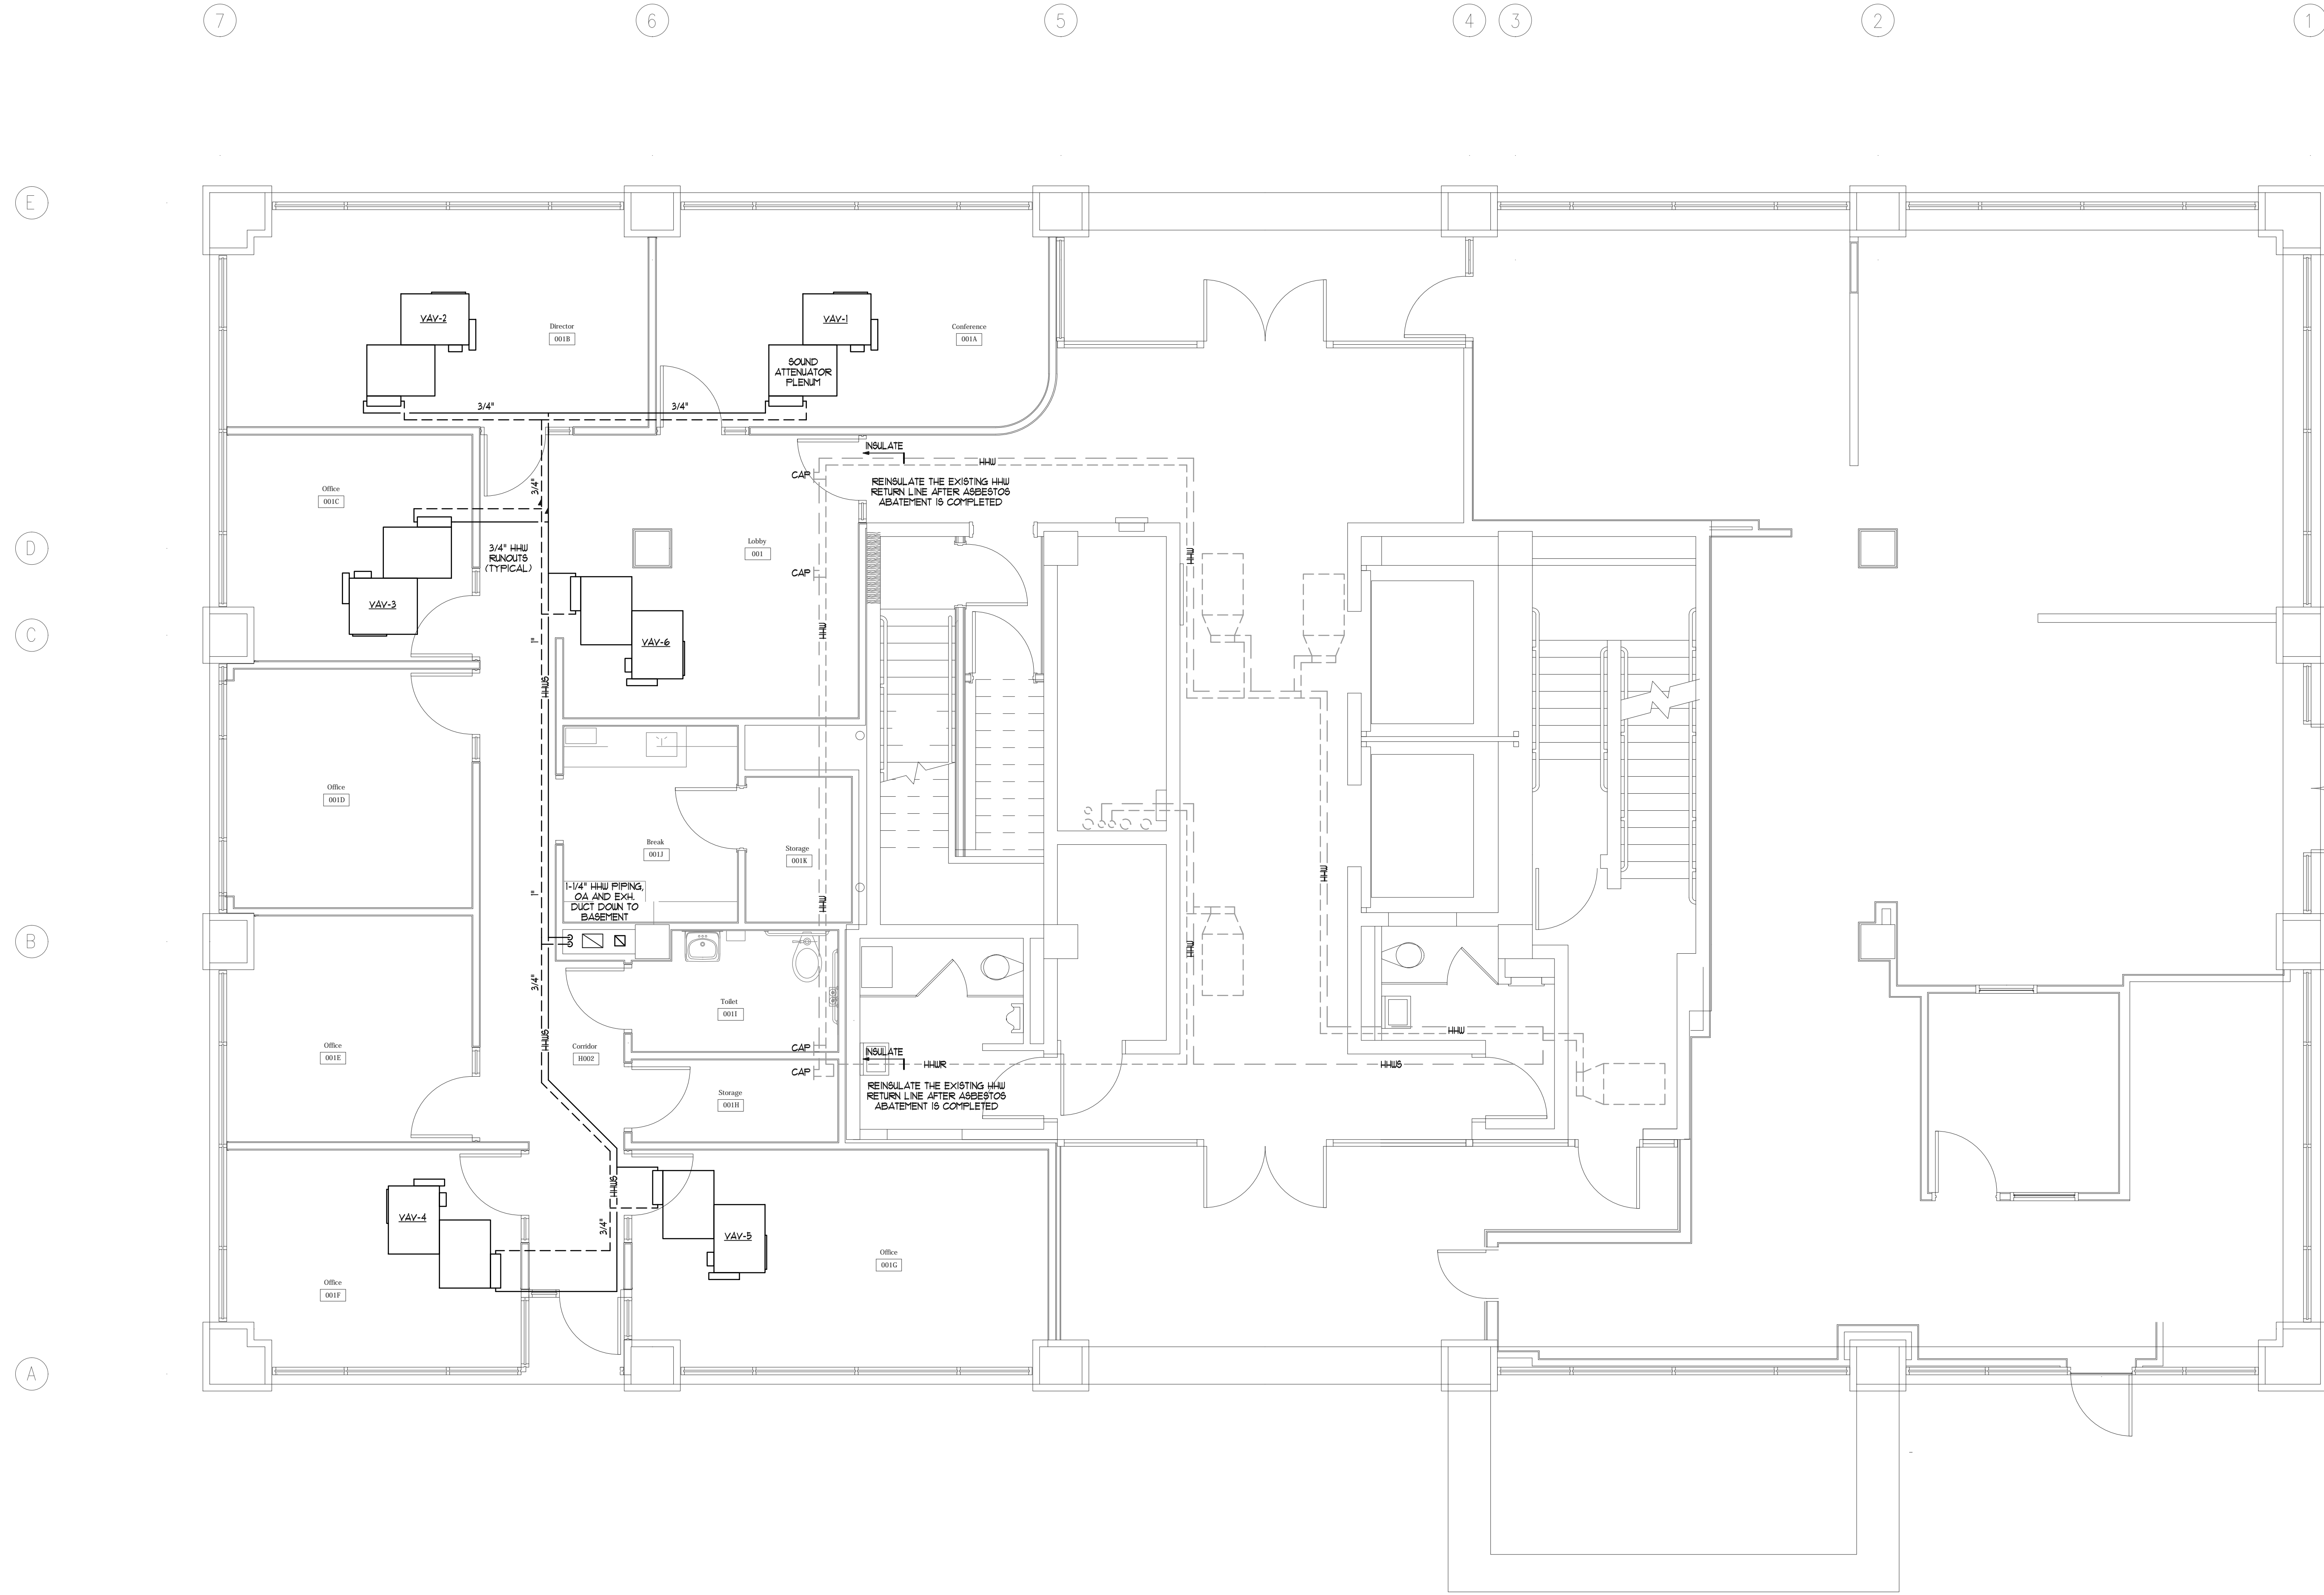 7
6
5
4
3
2
1
E
VAV-2
VAV-1
Director
001B
Conference
001A
SOUND
ATTENUATOR
PLENUM
3/4"
3/4"
INSULATE
HHW
CAP
REINSULATE THE EXISTING HHW
RETURN LINE AFTER ASBESTOS
ABATEMENT IS COMPLETED
Office
001C
3/4"
D
3/4" HHW
RUNOUTS
(TYPICAL)
Lobby
001
CAP
HHW
VAV-3
C
1"
VAV-6
HHW
HHWS
Office
001D
Break
001J
Storage
001K
HHW
1"
1-1/4" HHW PIPING,
OA AND EXH.
DUCT DOWN TO
BASEMENT
HHW
B
HHW
3/4"
Toilet
001I
HHWS
Office
001E
Corridor
H002
CAP
INSULATE
HHW
CAP
HHWR
HHWS
REINSULATE THE EXISTING HHW
RETURN LINE AFTER ASBESTOS
ABATEMENT IS COMPLETED
Storage
001H
HHWS
VAV-4
3/4"
VAV-5
Office
001G
Office
001F
A